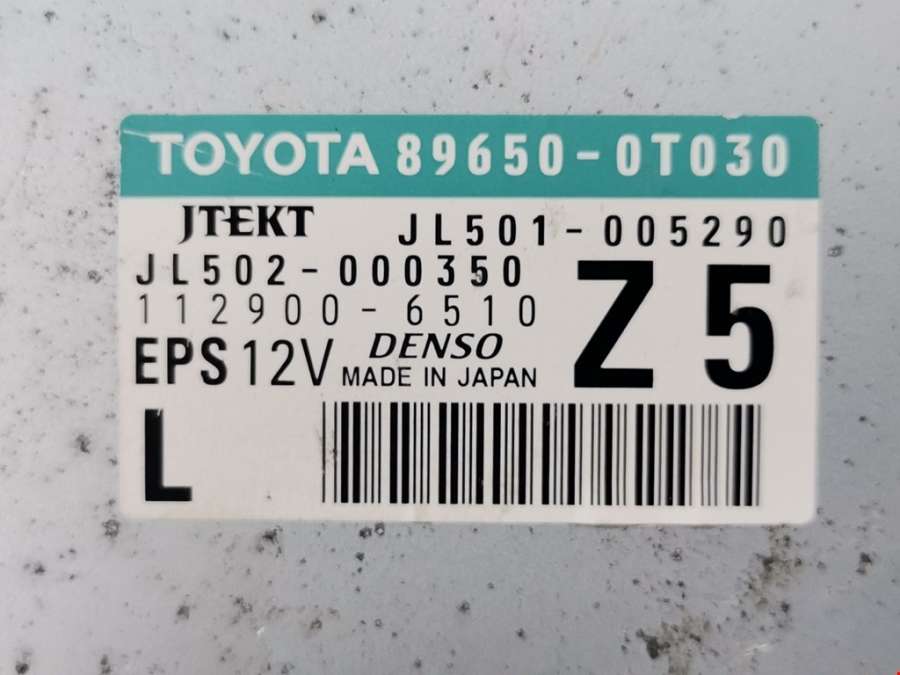 TOYOTA 89650-0T030
JTEKT JL501-005290
JL502-000350
112900-6510
Z5
EPS 12V DENSO
MADE IN JAPAN
L